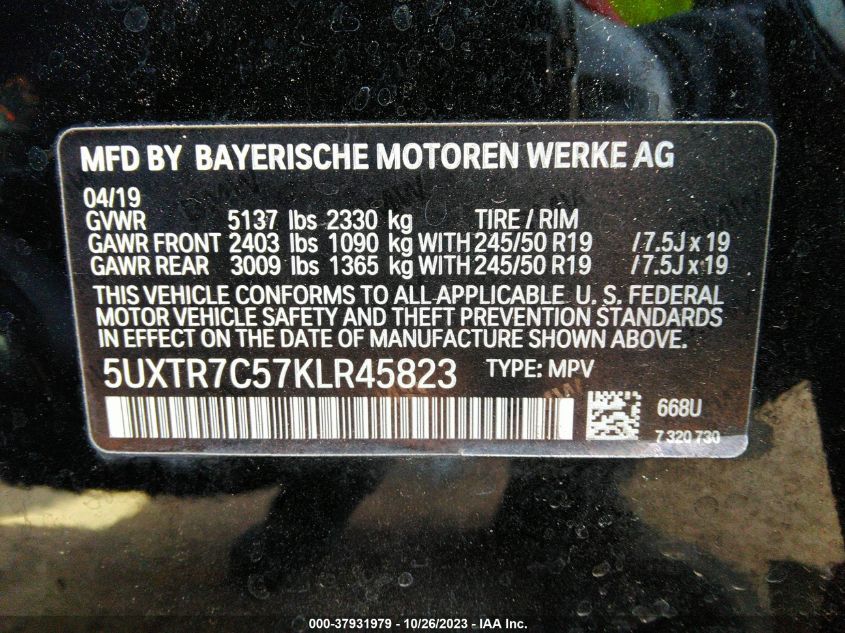 MFD BY BAYERISCHE MOTOREN WERKE AG
04/19
GVWR 5137 lbs 2330 kg TIRE / RIM
GAWR FRONT 2403 lbs 1090 kg WITH 245/50 R19 / 7.5J x 19
GAWR REAR 3009 lbs 1365 kg WITH 245/50 R19 / 7.5J x 19
THIS VEHICLE CONFORMS TO ALL APPLICABLE U. S. FEDERAL
MOTOR VEHICLE SAFETY AND THEFT PREVENTION STANDARDS
IN EFFECT ON THE DATE OF MANUFACTURE SHOWN ABOVE.
5UXTR7C57KLR45823 TYPE: MPV
668U
7 320 730
000-37931979 - 10/26/2023 - IAA Inc.